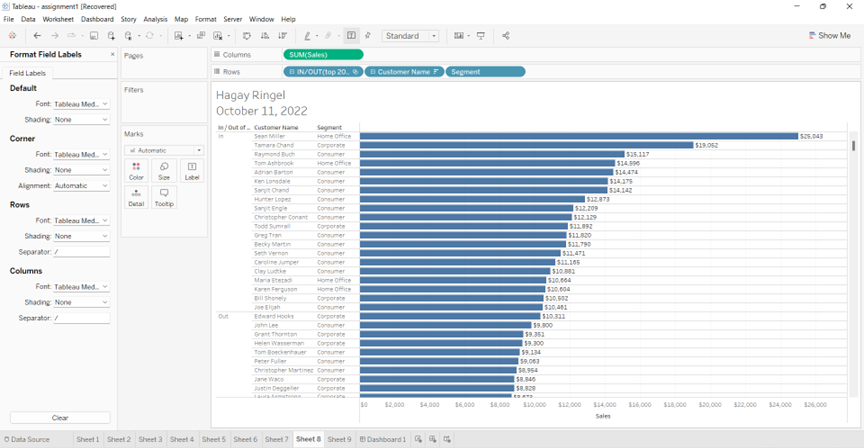 Tableau - assignment1 [Recovered]
File Data Worksheet Dashboard Story Analysis Map Format Server Window Help
Standard
Show Me
Format Field Labels
Field Labels
Default
Font: Tableau Med...
Shading: None
Corner
Font: Tableau Med...
Shading: None
Alignment: Automatic
Rows
Font: Tableau Med...
Shading: None
Separator: /
Columns
Font: Tableau Med...
Shading: None
Separator: /
Clear
Pages
Filters
Marks
Automatic
Color Size Label
Detail Tooltip
Columns SUM(Sales)
Rows IN/OUT(top 20... Customer Name Segment
Hagay Ringel
October 11, 2022
In / Out of ... Customer Name Segment
In Sean Miller Home Office $25,043
Tamara Chand Corporate $19,052
Raymond Buch Consumer $15,117
Tom Ashbrook Home Office $14,596
Adrian Barton Consumer $14,474
Ken Lonsdale Consumer $14,175
Sanjit Chand Consumer $14,142
Hunter Lopez Consumer $12,873
Sanjit Engle Consumer $12,209
Christopher Conant Consumer $12,129
Todd Sumrall Corporate $11,892
Greg Tran Consumer $11,820
Becky Martin Consumer $11,790
Seth Vernon Consumer $11,471
Caroline Jumper Consumer $11,165
Clay Ludtke Consumer $10,881
Maria Etezadi Home Office $10,664
Karen Ferguson Home Office $10,604
Bill Shonely Corporate $10,502
Joe Elijah Consumer $10,461
Out Edward Hooks Corporate $10,311
John Lee Consumer $9,800
Grant Thornton Corporate $9,351
Helen Wasserman Corporate $9,300
Tom Boeckenhauer Consumer $9,134
Peter Fuller Consumer $9,063
Christopher Martinez Consumer $8,954
Jane Waco Corporate $8,846
Justin Deggeller Corporate $8,828
Laura Armstrong Corporate $8,673
$0 $2,000 $4,000 $6,000 $8,000 $10,000 $12,000 $14,000 $16,000 $18,000 $20,000 $22,000 $24,000 $26,000
Sales
Data Source Sheet 1 Sheet 2 Sheet 3 Sheet 4 Sheet 5 Sheet 6 Sheet 7 Sheet 8 Sheet 9 Dashboard 1